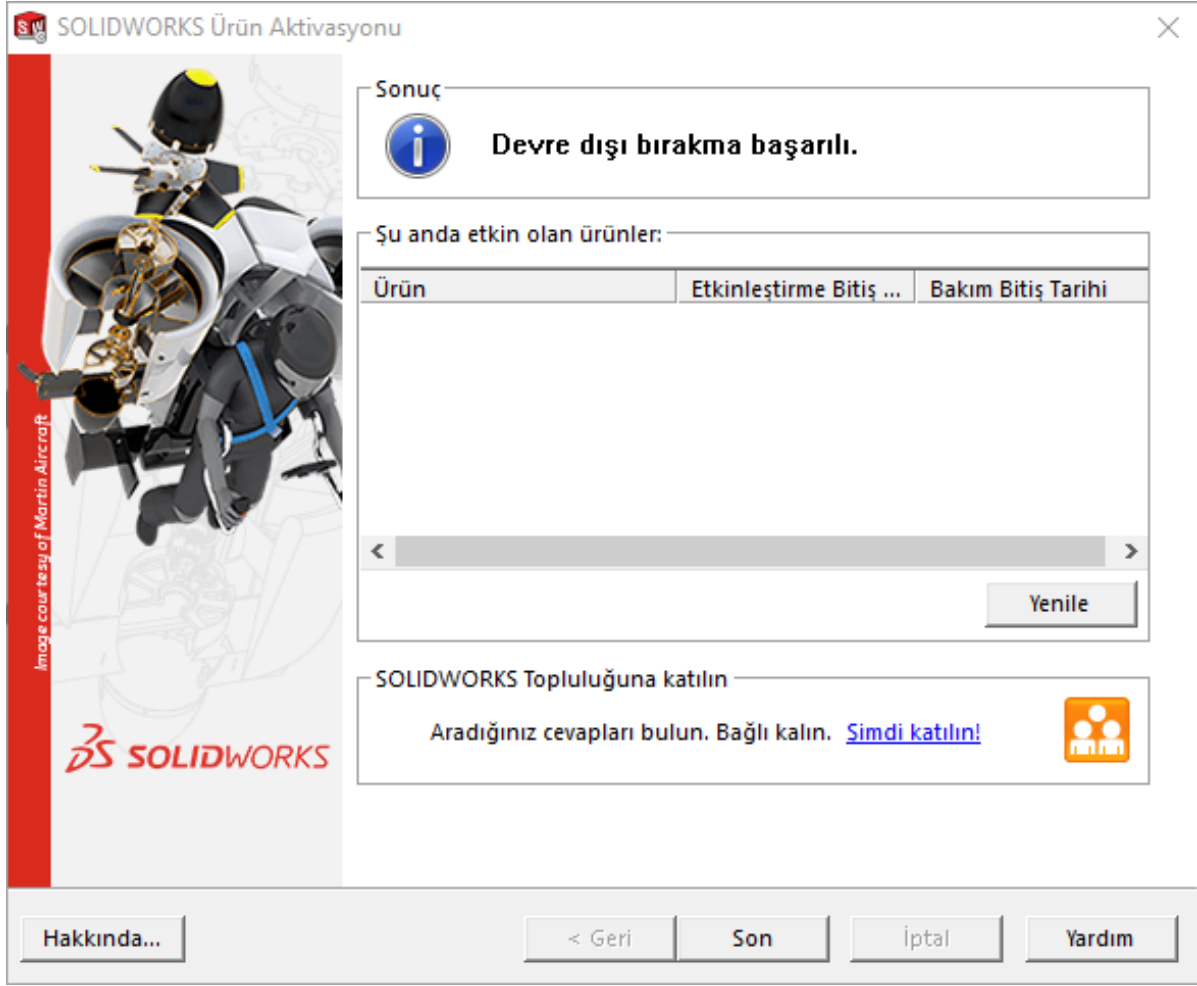 SOLIDWORKS Ürün Aktivasyonu
Sonuç
Devre dışı bırakma başarılı.
Şu anda etkin olan ürünler:
Ürün Etkinleştirme Bitiş ... Bakım Bitiş Tarihi
Yenile
SOLIDWORKS Topluluğuna katılın
Aradığınız cevapları bulun. Bağlı kalın. Şimdi katılın!
Image courtesy of Martin Aircraft
SOLIDWORKS
Hakkında... < Geri Son İptal Yardım